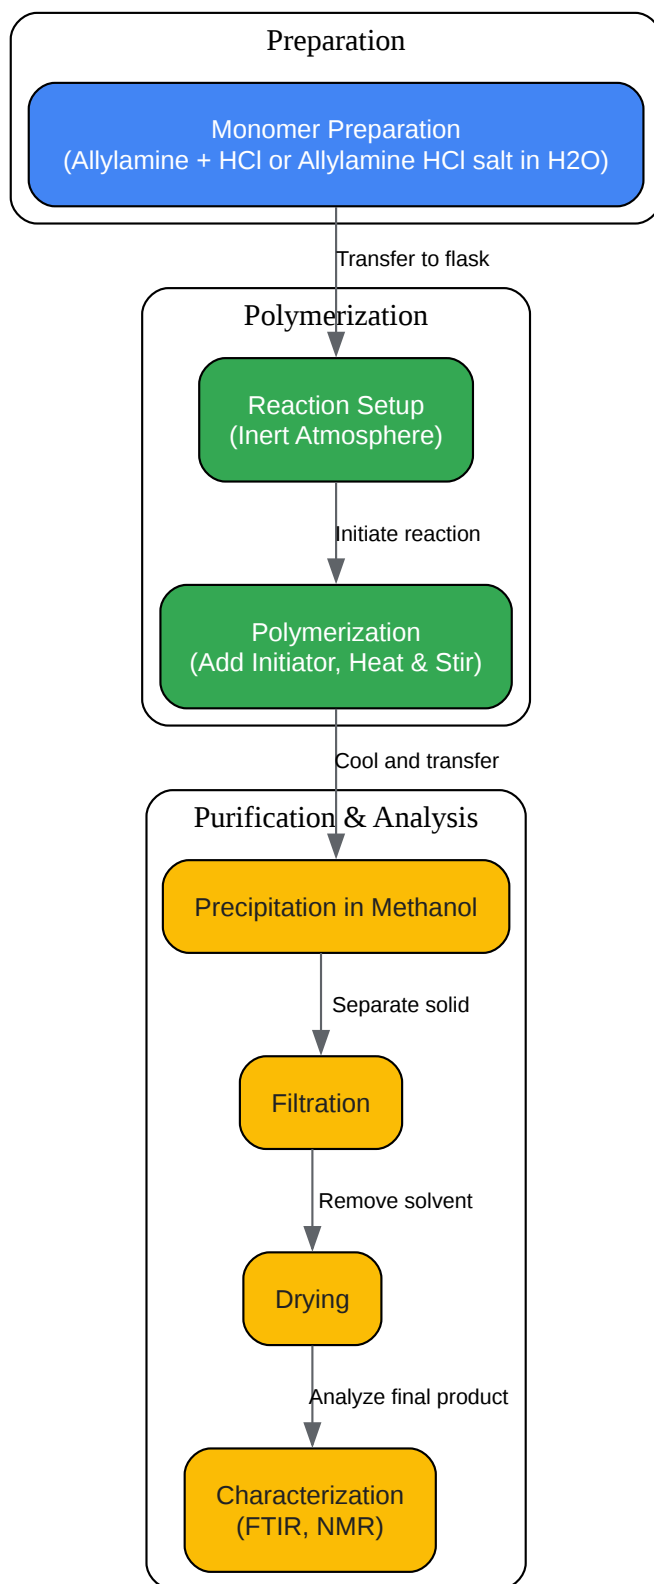 Preparation
Monomer Preparation
(Allylamine + HCl or Allylamine HCl salt in H2O)
Transfer to flask
Polymerization
Reaction Setup
(Inert Atmosphere)
Initiate reaction
Polymerization
(Add Initiator, Heat & Stir)
Cool and transfer
Purification & Analysis
Precipitation in Methanol
Separate solid
Filtration
Remove solvent
Drying
Analyze final product
Characterization
(FTIR, NMR)